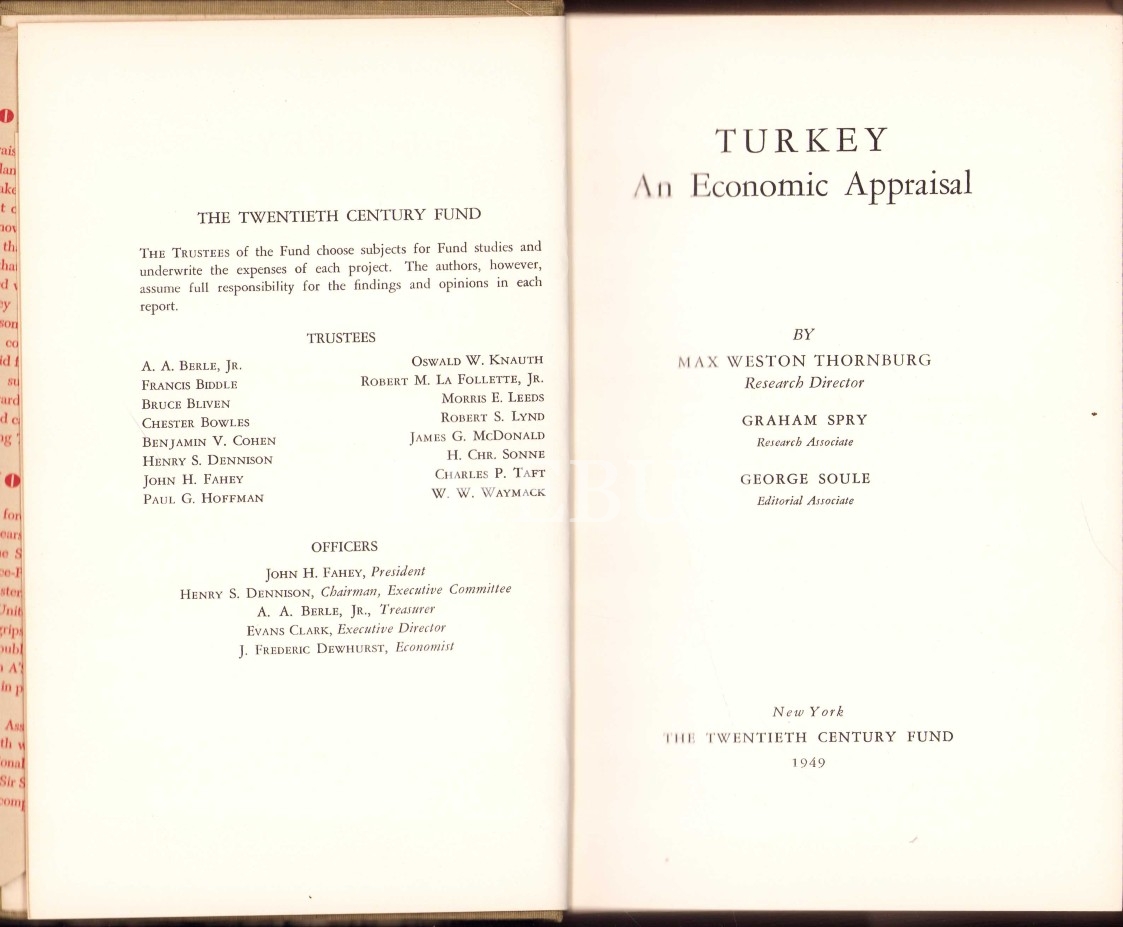 THE TWENTIETH CENTURY FUND
THE TRUSTEES of the Fund choose subjects for Fund studies and
underwrite the expenses of each project. The authors, however,
assume full responsibility for the findings and opinions in each
report.
TRUSTEES
A. A. BERLE, JR.
FRANCIS BIDDLE
BRUCE BLIVEN
CHESTER BOWLES
BENJAMIN V. COHEN
HENRY S. DENNISON
JOHN H. FAHEY
PAUL G. HOFFMAN
OSWALD W. KNAUTH
ROBERT M. LA FOLLETTE, JR.
MORRIS E. LEEDS
ROBERT S. LYND
JAMES G. MCDONALD
H. CHR. SONNE
CHARLES P. TAFT
W. W. WAYMACK
OFFICERS
JOHN H. FAHEY, President
HENRY S. DENNISON, Chairman, Executive Committee
A. A. BERLE, JR., Treasurer
EVANS CLARK, Executive Director
J. FREDERIC DEWHURST, Economist
TURKEY
An Economic Appraisal
BY
MAX WESTON THORNBURG
Research Director
GRAHAM SPRY
Research Associate
GEORGE SOULE
Editorial Associate
New York
THE TWENTIETH CENTURY FUND
1949